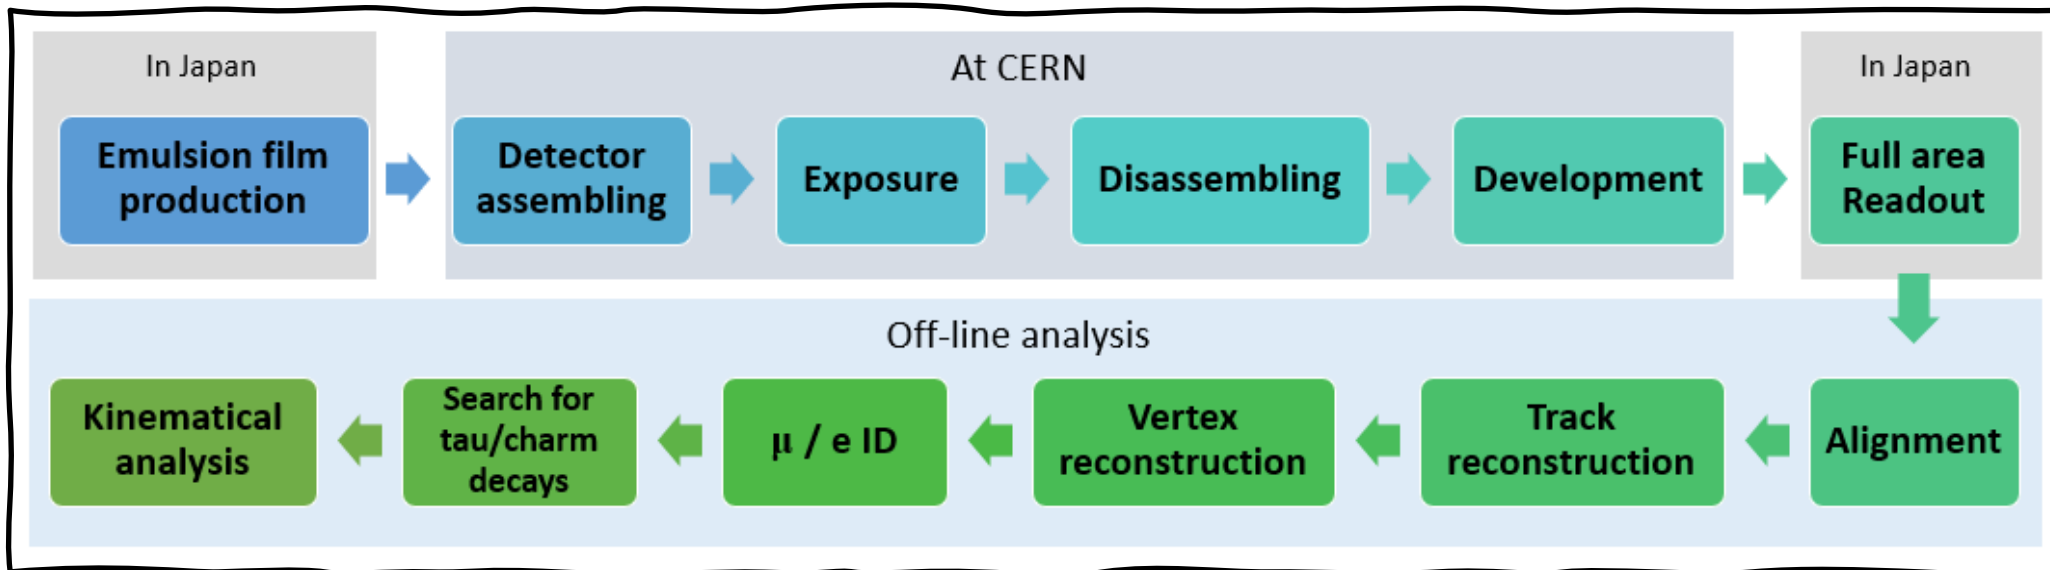 In Japan
At CERN
In Japan
Emulsion film
production
Detector
assembling
Exposure
Disassembling
Development
Full area
Readout
Off-line analysis
Kinematical
analysis
Search for
tau/charm
decays
μ / e ID
Vertex
reconstruction
Track
reconstruction
Alignment